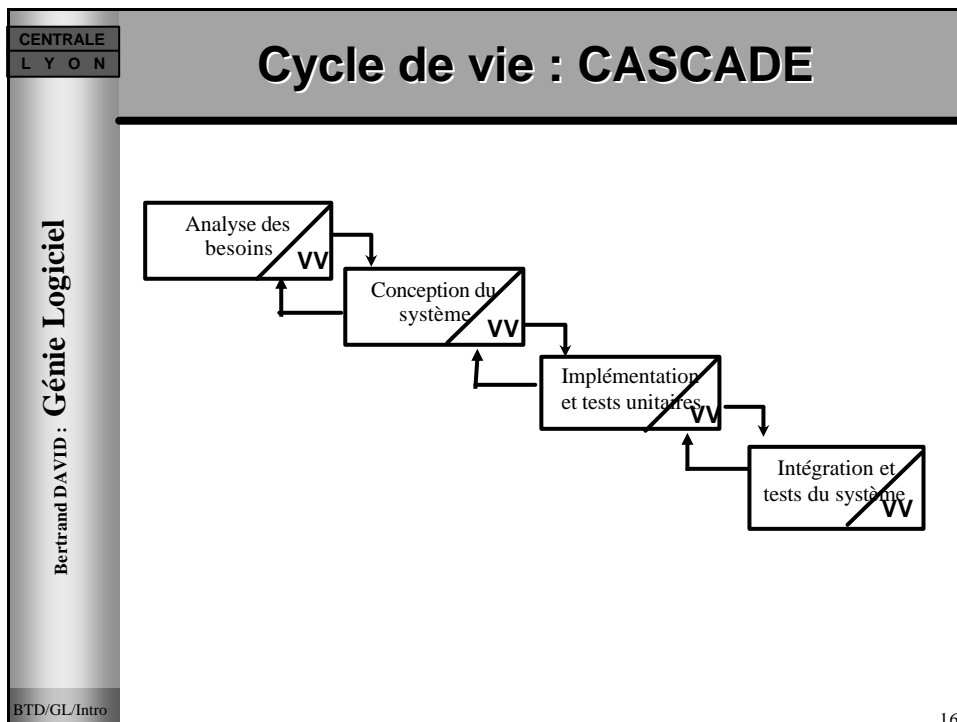 CENTRALE
L Y O N
Cycle de vie : CASCADE
Bertrand DAVID : Génie Logiciel
Analyse des
besoins
VV
Conception du
système
VV
Implémentation
et tests unitaires
VV
Intégration et
tests du système
VV
BTD/GL/Intro
16